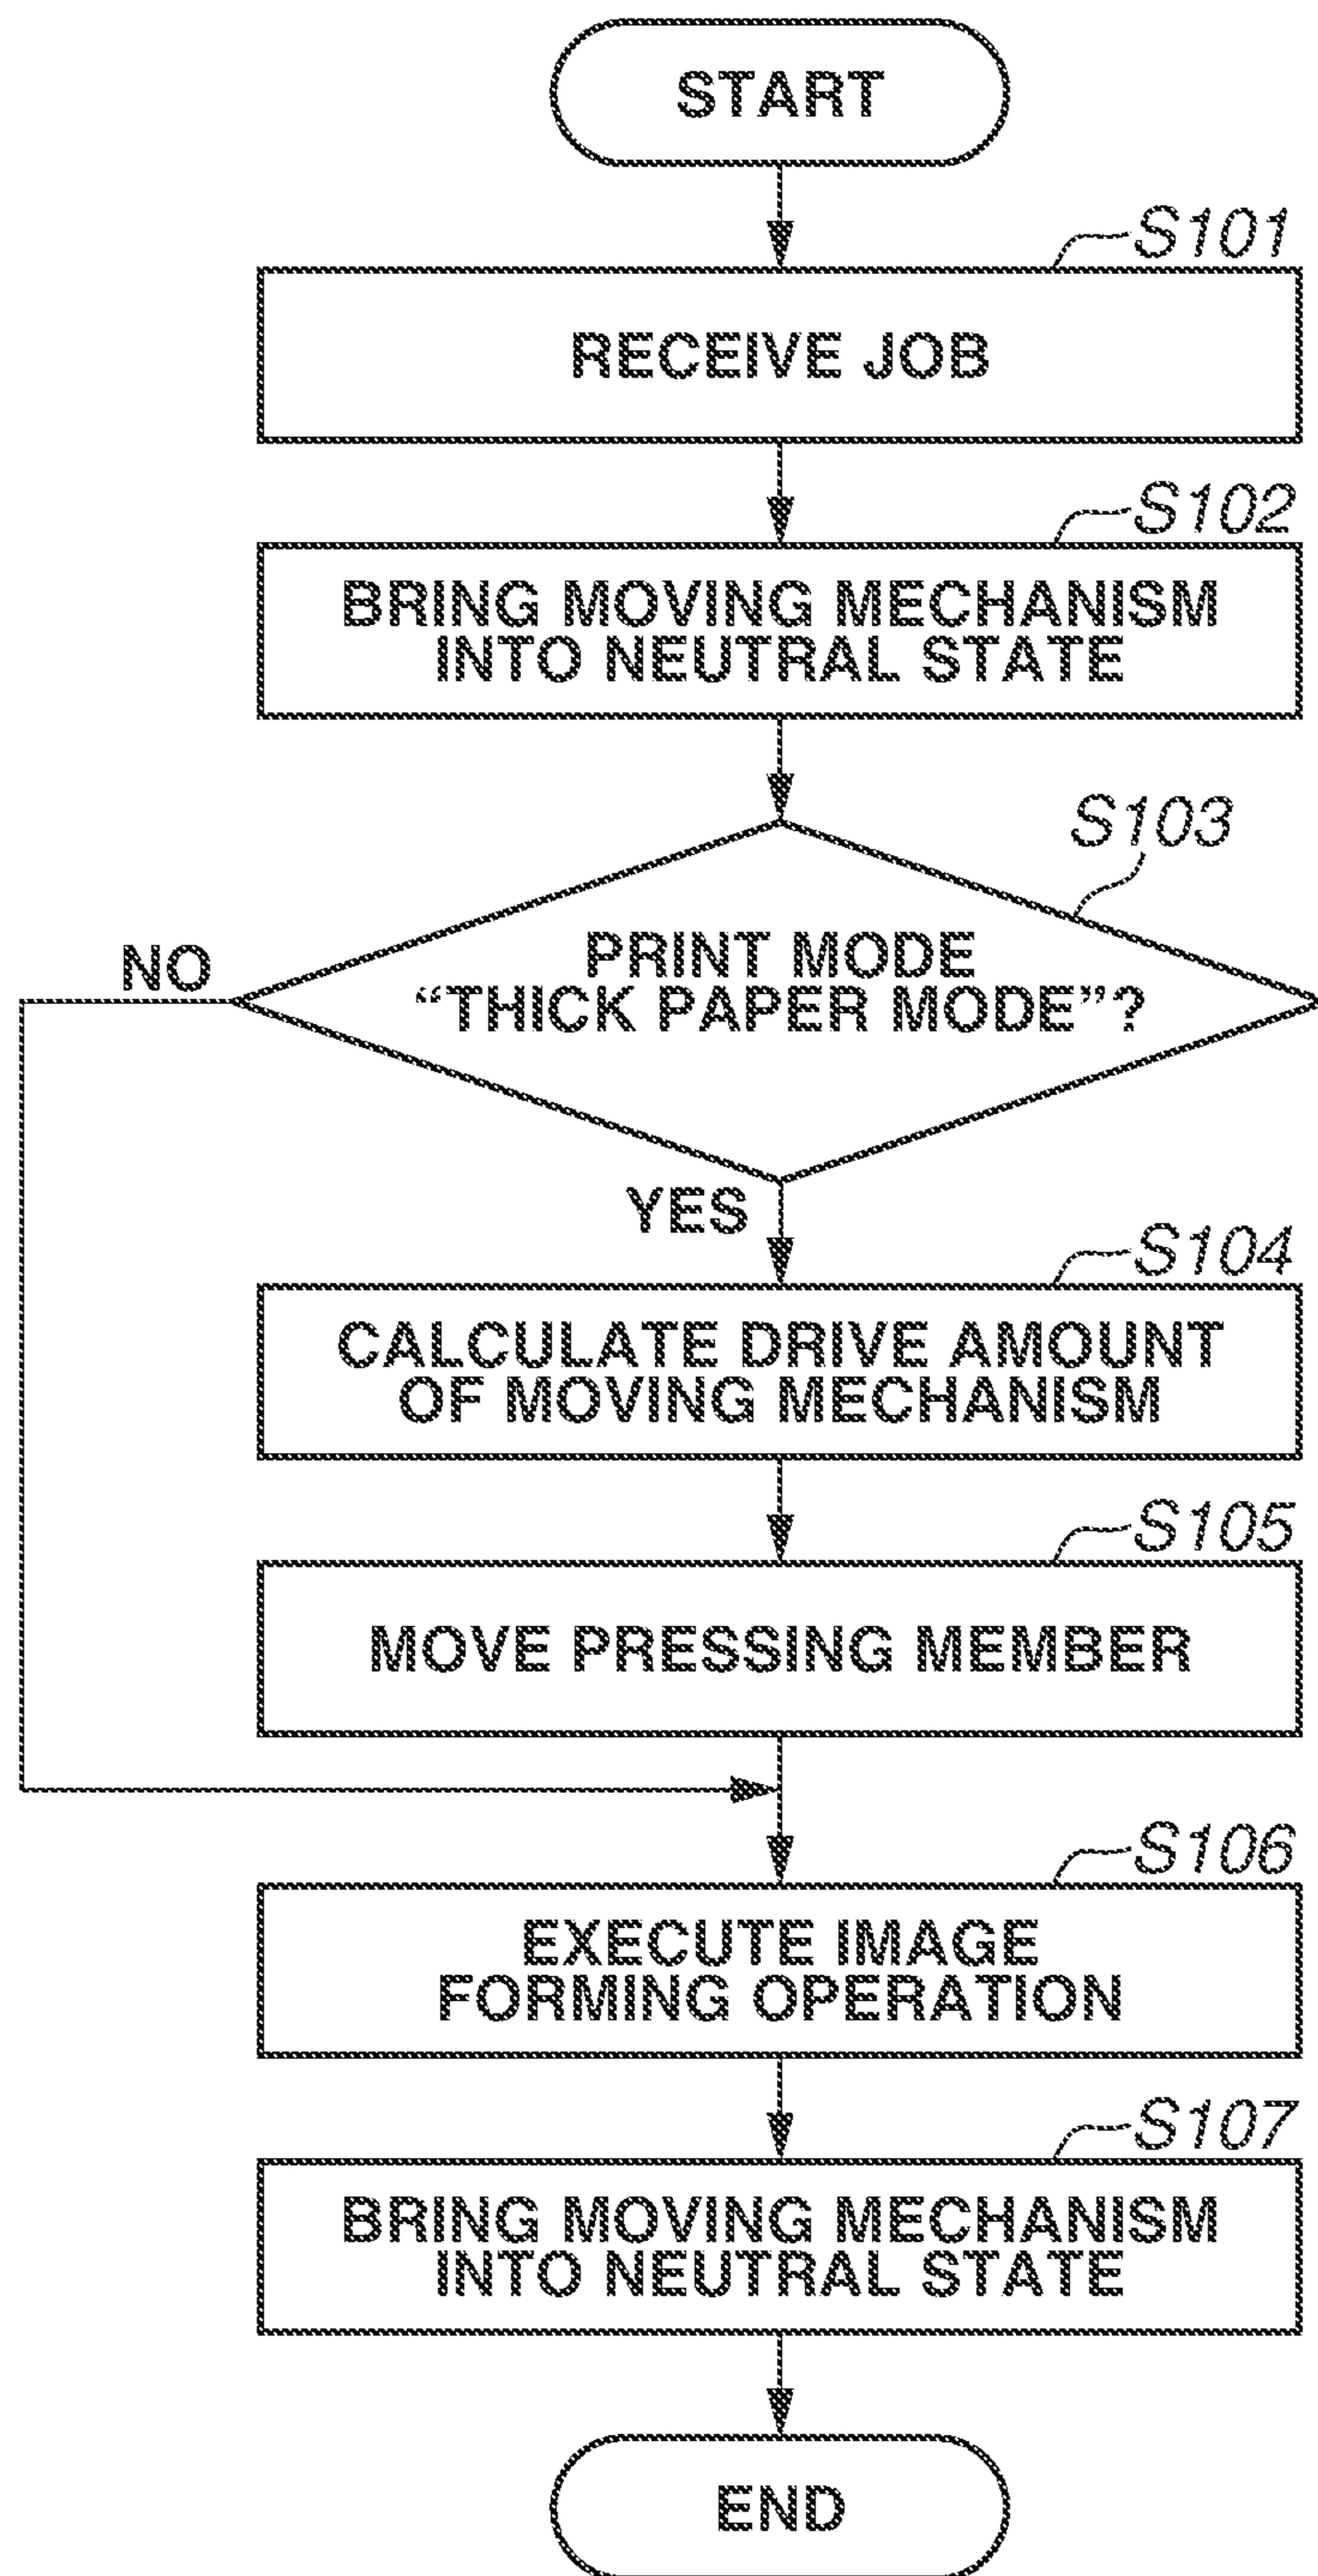 START
S101
RECEIVE JOB
S102
BRING MOVING MECHANISM
INTO NEUTRAL STATE
S103
PRINT MODE
“THICK PAPER MODE”?
NO
YES
S104
CALCULATE DRIVE AMOUNT
OF MOVING MECHANISM
S105
MOVE PRESSING MEMBER
S106
EXECUTE IMAGE
FORMING OPERATION
S107
BRING MOVING MECHANISM
INTO NEUTRAL STATE
END